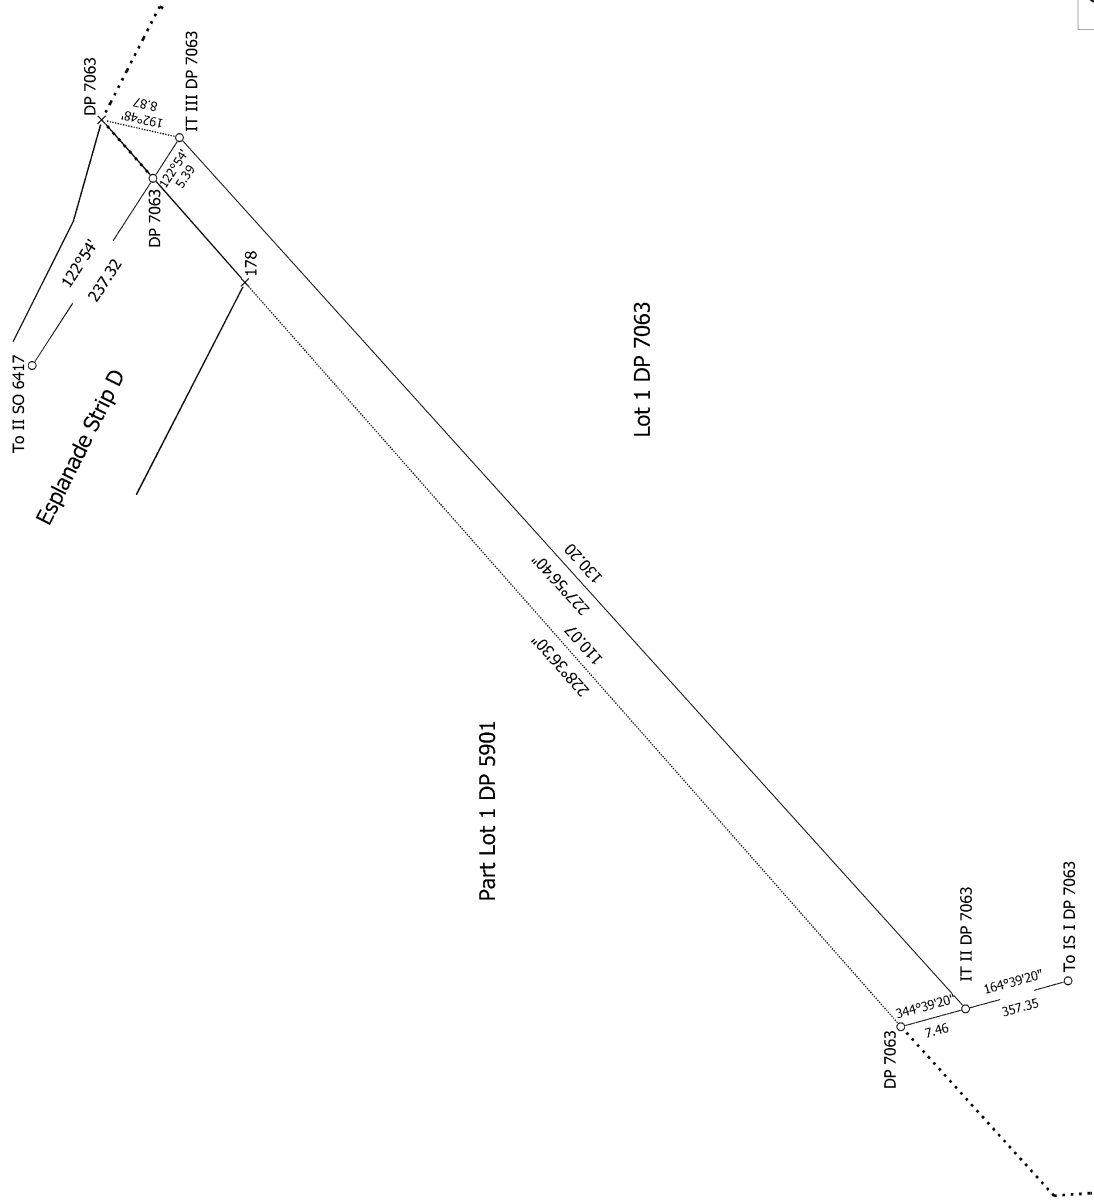 DP 7063
IT III DP 7063
192°48'
8.87
122°54'
5.39
DP 7063
122°54'
237.32
178
To II SO 6417
Esplanade Strip D
Lot 1 DP 7063
130.20
227°56'40"
110.07
228°36'30"
Part Lot 1 DP 5901
IT II DP 7063
To IS I DP 7063
164°39'20"
357.35
344°39'20"
7.46
DP 7063